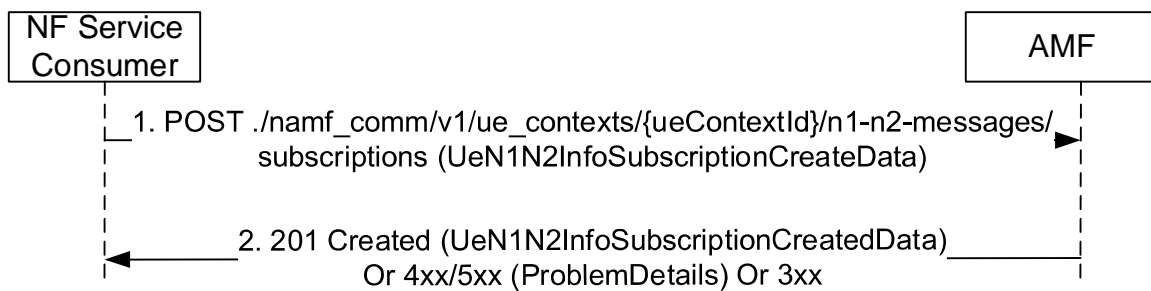 NF Service
Consumer
AMF
1. POST ./namf_comm/v1/ue_contexts/{ueContextId}/n1-n2-messages/
subscriptions (UeN1N2InfoSubscriptionCreateData)
2. 201 Created (UeN1N2InfoSubscriptionCreatedData)
Or 4xx/5xx (ProblemDetails) Or 3xx